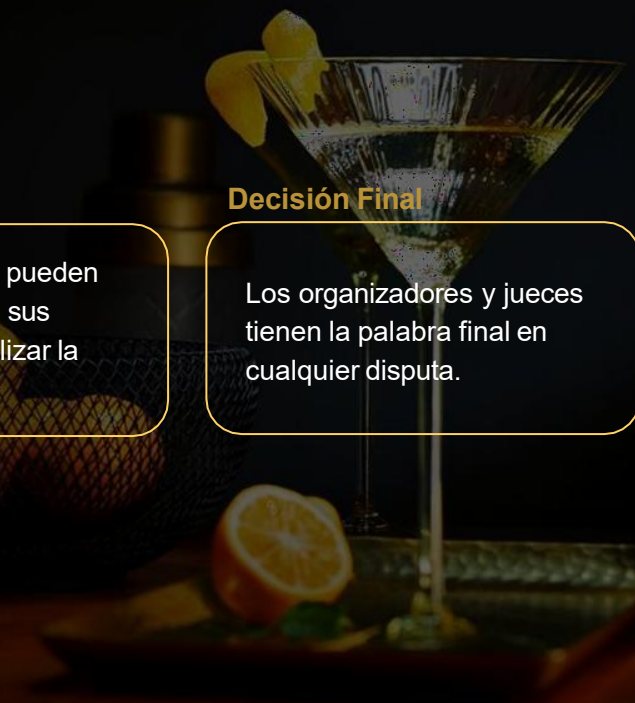 pueden
sus
lizar la
Decisión Final
Los organizadores y jueces
tienen la palabra final en
cualquier disputa.